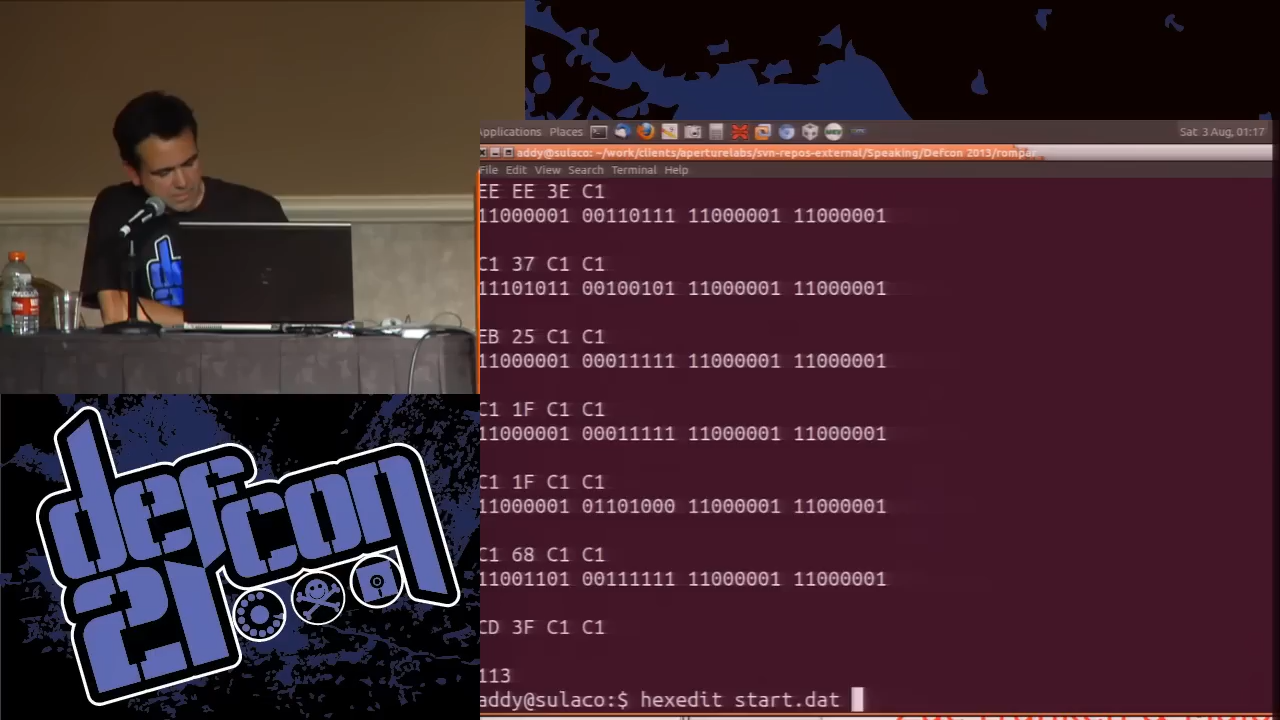 Applications Places Sat: 3 Aug, 01:17
addy@sulaco: ~/work/clients/aperturelabs/svn-repos-external/Speaking/Defcon 2013/rompar
File Edit View Search Terminal Help
EE EE 3E C1
11000001 00110111 11000001 11000001
C1 37 C1 C1
11101011 00100101 11000001 11000001
EB 25 C1 C1
11000001 00011111 11000001 11000001
C1 1F C1 C1
11000001 00011111 11000001 11000001
C1 1F C1 C1
11000001 01101000 11000001 11000001
C1 68 C1 C1
11001101 00111111 11000001 11000001
CD 3F C1 C1
113
addy@sulaco:$ hexedit start.dat
defcon
21